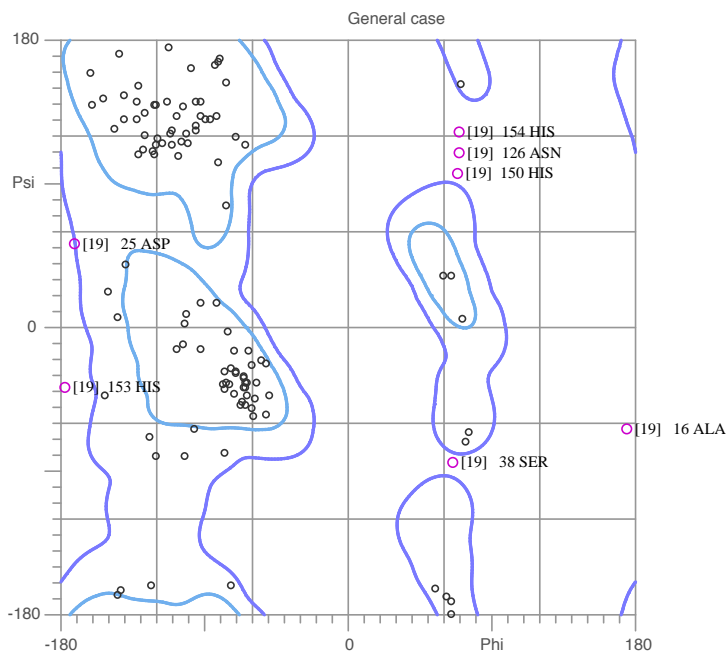 General case
180
[19] 154 HIS
[19] 126 ASN
[19] 150 HIS
Psi
[19] 25 ASP
0
[19] 153 HIS
[19] 16 ALA
[19] 38 SER
-180
-180 0 Phi 180